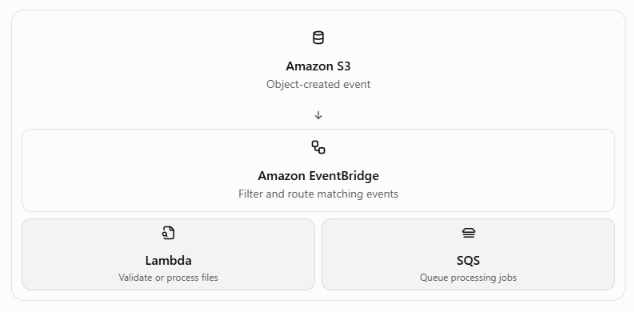 Amazon S3
Object-created event
Amazon EventBridge
Filter and route matching events
Lambda
Validate or process files
SQS
Queue processing jobs